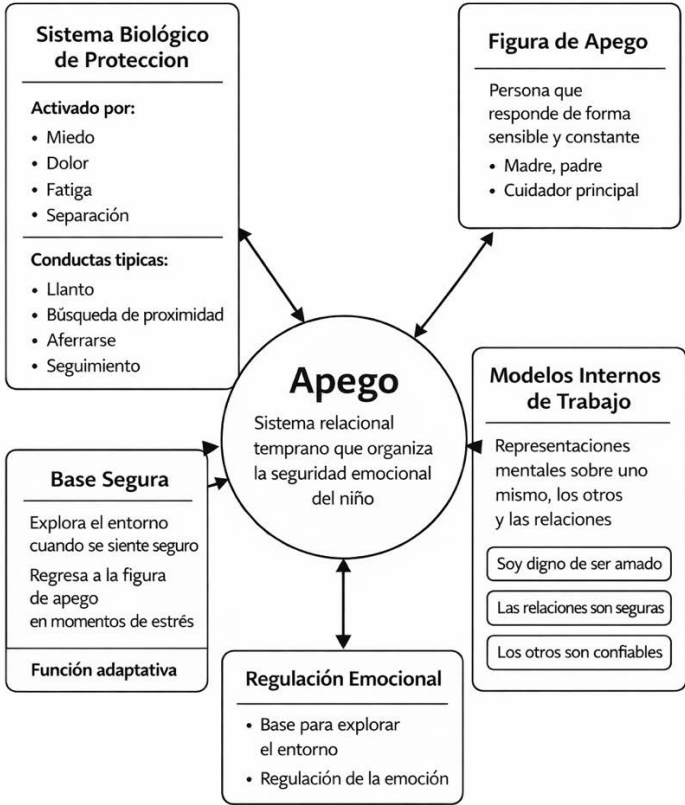 Sistema Biológico
de Proteccion
Activado por:
• Miedo
• Dolor
• Fatiga
• Separación
Conductas tipicas:
• Llanto
• Búsqueda de proximidad
• Aferrarse
• Seguimiento
Figura de Apego
Persona que
responde de forma
sensible y constante
• Madre, padre
• Cuidador principal
Apego
Sistema relacional
temprano que organiza
la seguridad emocional
del niño
Modelos Internos
de Trabajo
Representaciones
mentales sobre uno
mismo, los otros
y las relaciones
Soy digno de ser amado
Las relaciones son seguras
Los otros son confiables
Base Segura
Explora el entorno
cuando se siente seguro
Regresa a la figura
de apego
en momentos de estrés
Función adaptativa
Regulación Emocional
• Base para explorar
el entorno
• Regulación de la emoción